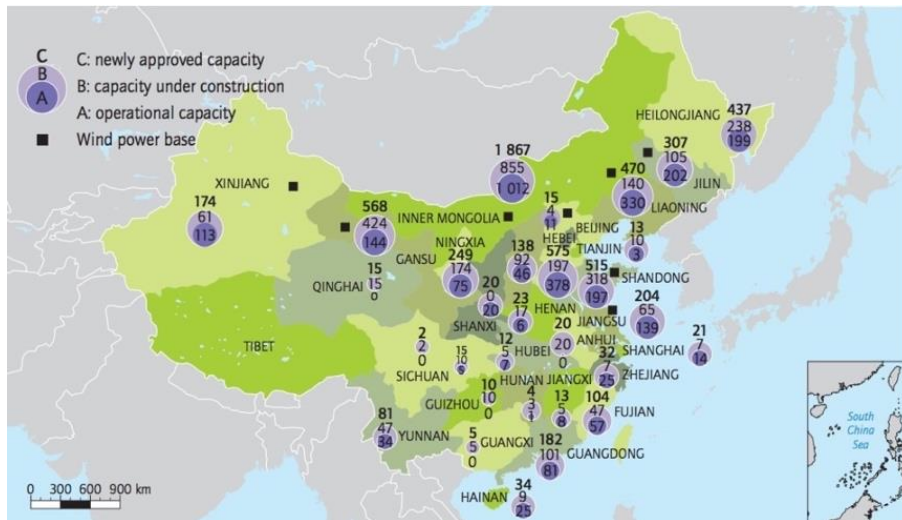 C
B
A
C: newly approved capacity
B: capacity under construction
A: operational capacity
Wind power base
HEILONGJIANG
437
238
199
307
105
202
JILIN
470
140
330
LIAONING
1 867
855
1 012
INNER MONGOLIA
XINJIANG
174
61
113
568
424
144
GANSU
15
4
11
BEIJING
HEBEI
575
197
378
TIANJIN
13
10
3
NINGXIA
249
174
75
138
92
46
515
318
197
SHANDONG
QINGHAI
15
15
0
20
0
20
SHANXI
23
17
6
HENAN
JIANGSU
204
65
139
ANHUI
20
20
0
SHANGHAI
21
7
14
TIBET
2
2
0
SICHUAN
15
10
5
12
5
7
HUBEI
32
7
25
ZHEJIANG
HUNAN
4
3
1
JIANGXI
13
5
8
GUIZHOU
10
10
0
104
47
57
FUJIAN
81
47
34
YUNNAN
5
5
0
GUANGXI
182
101
81
GUANGDONG
HAINAN
34
9
25
South
China
Sea
0 300 600 900 km